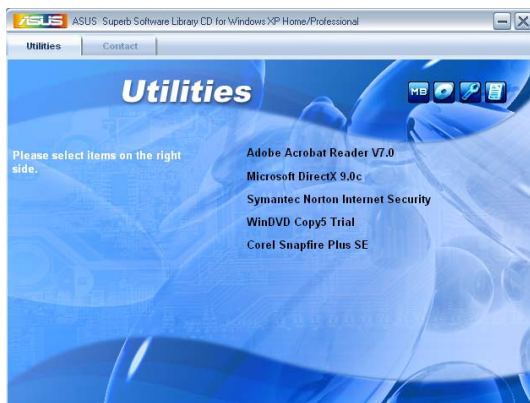 ASUS ASUS Superb Software Library CD for Windows XP Home/Professional
Utilities Contact
Utilities
MB
Please select items on the right
side.
Adobe Acrobat Reader V7.0
Microsoft DirectX 9.0c
Symantec Norton Internet Security
WinDVD Copy5 Trial
Corel Snapfire Plus SE